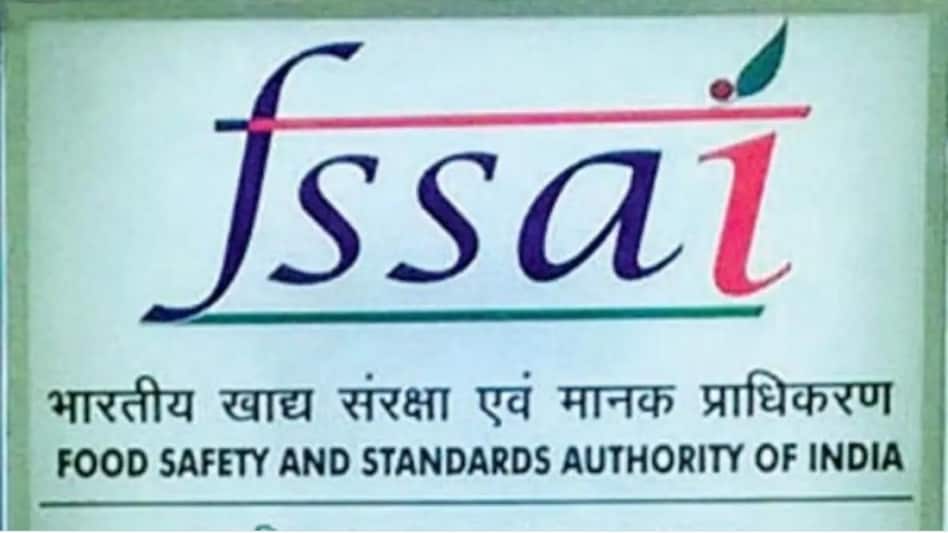 fssai
भारतीय खाद्य संरक्षा एवं मानक प्राधिकरण
FOOD SAFETY AND STANDARDS AUTHORITY OF INDIA